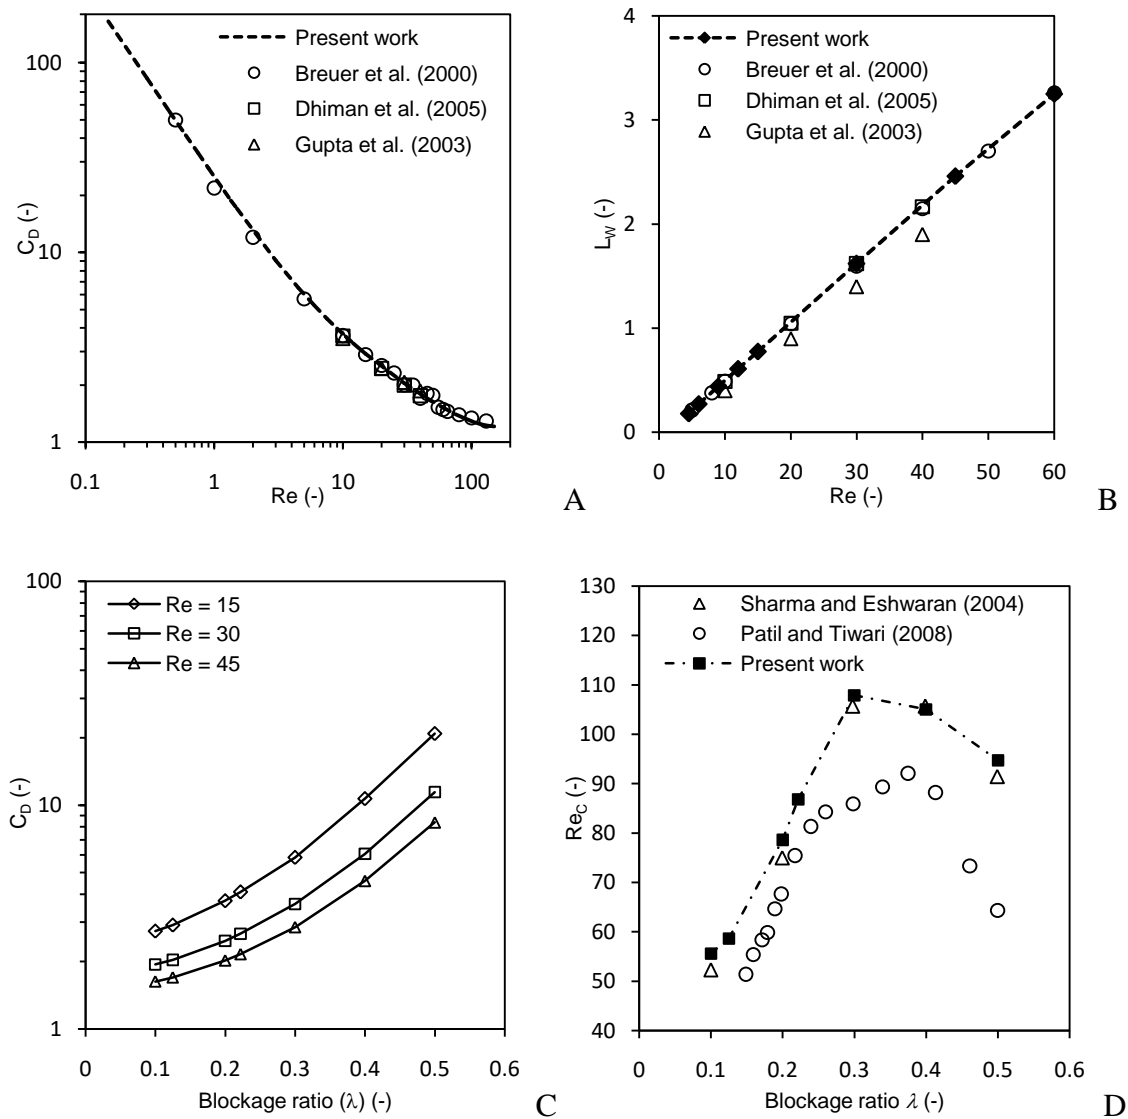 Present work
Breuer et al. (2000)
Dhiman et al. (2005)
Gupta et al. (2003)
100
10
1
0.1 1 10 100
C_D (-)
Re (-)
A
Present work
Breuer et al. (2000)
Dhiman et al. (2005)
Gupta et al. (2003)
4
3
2
1
0
0 10 20 30 40 50 60
L_W (-)
Re (-)
B
Re = 15
Re = 30
Re = 45
100
10
1
0 0.1 0.2 0.3 0.4 0.5 0.6
C_D (-)
Blockage ratio (λ) (-)
C
Sharma and Eshwaran (2004)
Patil and Tiwari (2008)
Present work
130
120
110
100
90
80
70
60
50
40
0 0.1 0.2 0.3 0.4 0.5 0.6
Re_C (-)
Blockage ratio λ (-)
D